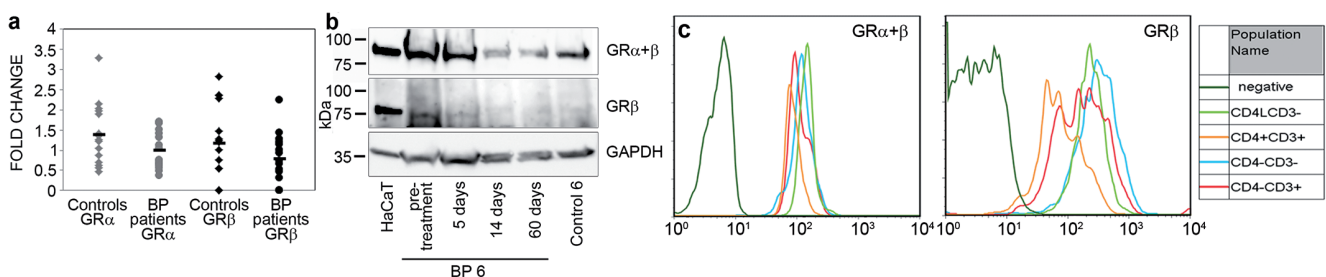 a
FOLD CHANGE
4
3.5
3
2.5
2
1.5
1
0.5
0
Controls
GRα
BP
patients
GRα
Controls
GRβ
BP
patients
GRβ
b
kDa
100
75
GRα+β
100
75
GRβ
35
GAPDH
HaCaT
pre-
treatment
5 days
14 days
60 days
Control 6
BP 6
c
GRα+β
10⁰
10¹
10²
10³
10⁴
GRβ
10⁰
10¹
10²
10³
10⁴
Population
Name
negative
CD4LCD3-
CD4+CD3+
CD4-CD3-
CD4-CD3+